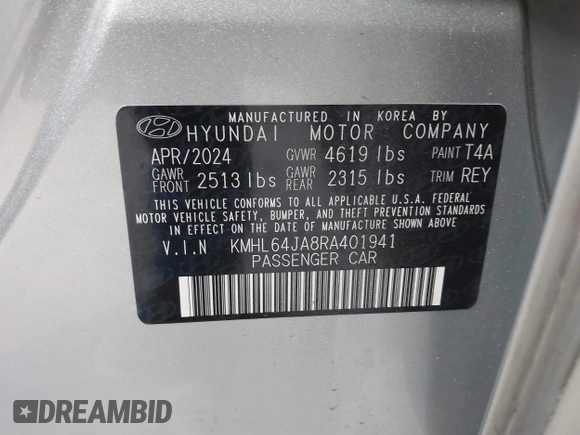 MANUFACTURED IN KOREA BY
HYUNDAI MOTOR COMPANY
APR/2024 GVWR 4619 lbs PAINT T4A
GAWR FRONT 2513 lbs GAWR REAR 2315 lbs TRIM REY
THIS VEHICLE CONFORMS TO ALL APPLICABLE U.S.A. FEDERAL
MOTOR VEHICLE SAFETY, BUMPER, AND THEFT PREVENTION STANDARDS
IN EFFECT ON THE DATE OF MANUFACTURE SHOWN ABOVE
V.I.N KMHL64JA8RA401941
PASSENGER CAR
DREAMBID